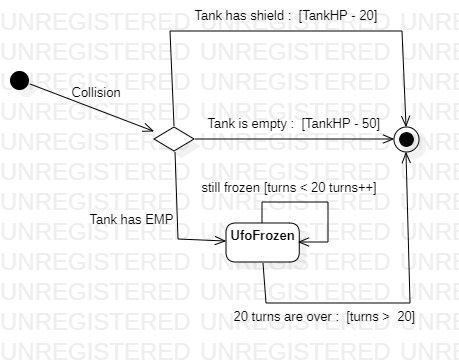 Tank has shield :  [TankHP - 20]
Collision
Tank is empty :  [TankHP - 50]
still frozen [turns < 20 turns++]
Tank has EMP
UfoFrozen
20 turns are over :  [turns >  20]
UNREGISTERED UNREGISTERED UNREGISTERED